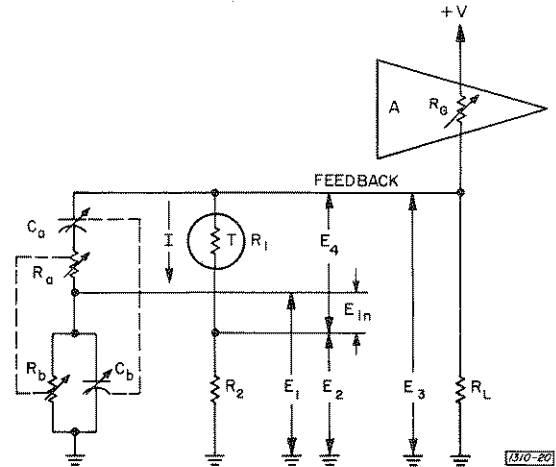 +V
A
R_G
FEEDBACK
C_a
I
T
R_1
E_4
R_a
E_in
R_b
C_b
R_2
E_1
E_2
E_3
R_L
1310-20